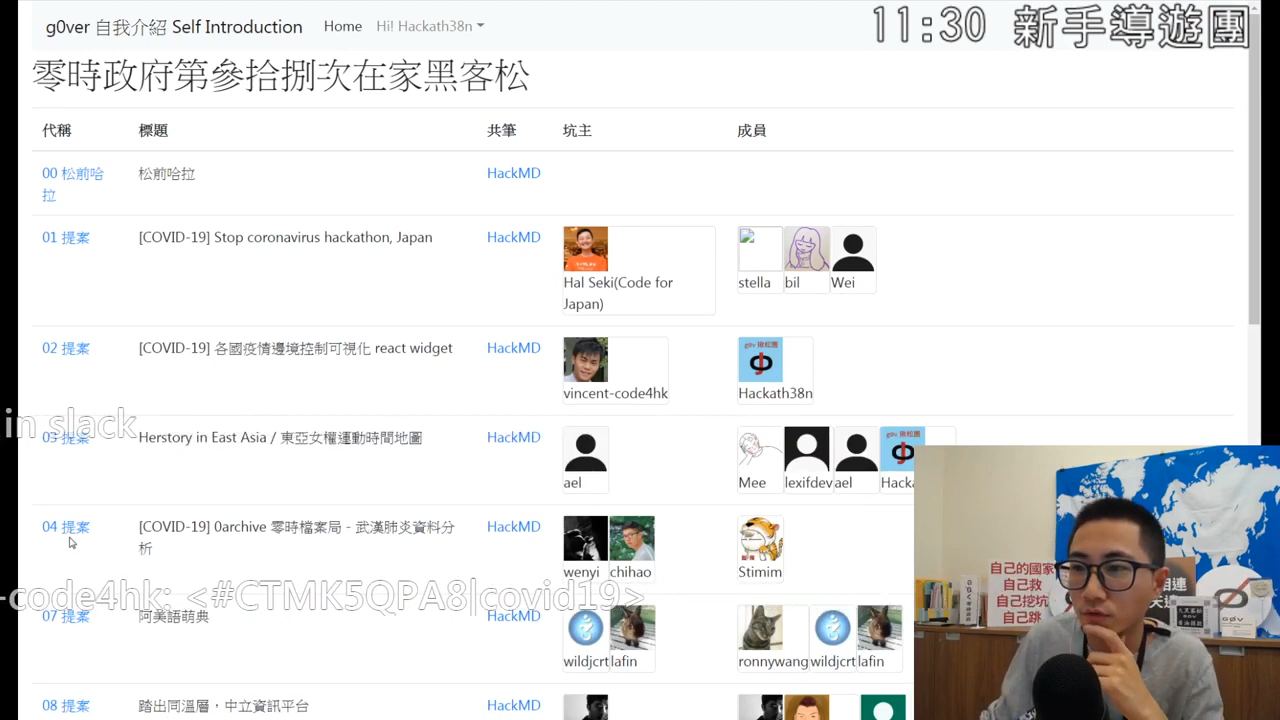 g0ver 自我介紹 Self Introduction Home Hi! Hackath38n
11:30 新手導遊團
零時政府第參拾捌次在家黑客松
代稱 標題 共筆 坑主 成員
00 松前哈拉 松前哈拉 HackMD
01 提案 [COVID-19] Stop coronavirus hackathon, Japan HackMD
Hal Seki(Code for Japan)
stella bil Wei
02 提案 [COVID-19] 各國疫情邊境控制可視化 react widget HackMD
vincent-code4hk Hackath38n
in slack
03 提案 Herstory in East Asia / 東亞女權運動時間地圖 HackMD
ael Mee lexifdev ael Hacka
04 提案 [COVID-19] 0archive 零時檔案局 - 武漢肺炎資料分析 HackMD
wenyi chihao Stimim
-code4hk: <#CTMK5QPA8|covid19>
07 提案 阿美語萌典 HackMD
wildjcrt lafin ronnywang wildjcrt lafin
08 提案 踏出同溫層，中立資訊平台 HackMD
自己的國家
自己救
自己挖坑
自己跳